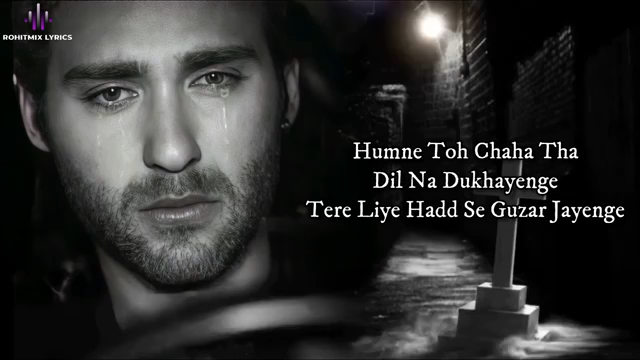 ROHITMIX LYRICS
Humne Toh Chaha Tha
Dil Na Dukhayenge
Tere Liye Hadd Se Guzar Jayenge